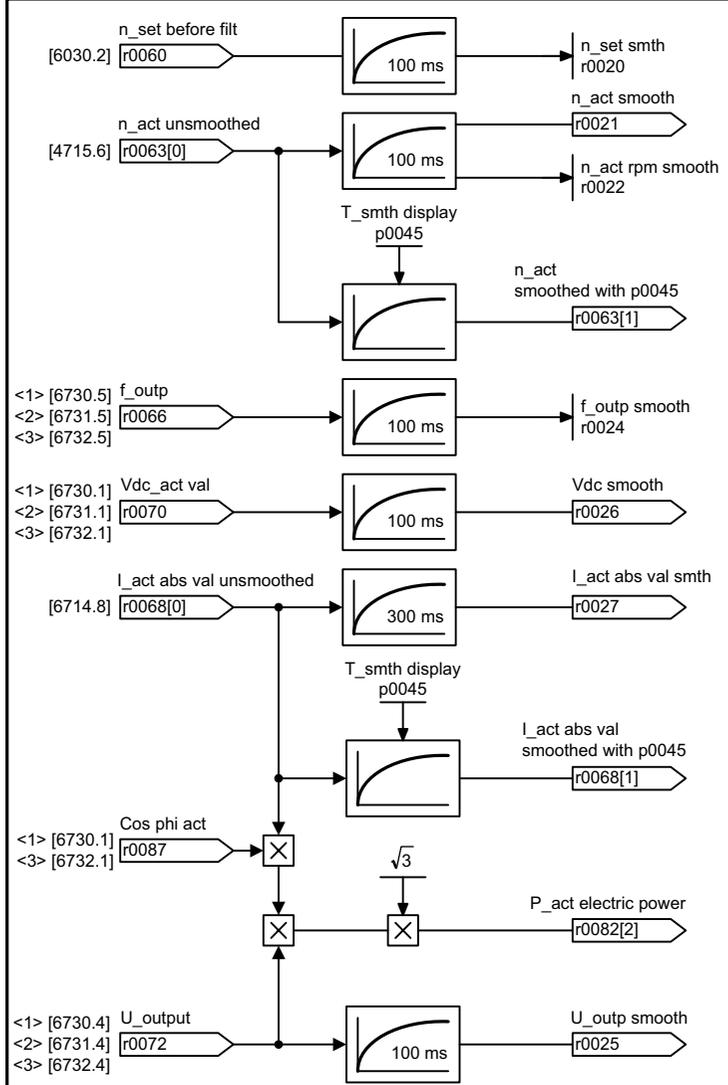 n_set before filt
[6030.2] r0060
100 ms
n_set smth
r0020
n_act unsmoothed
[4715.6] r0063[0]
100 ms
n_act smooth
r0021
n_act rpm smooth
r0022
T_smth display
p0045
n_act
smoothed with p0045
r0063[1]
<1> [6730.5] f_outp
<2> [6731.5] r0066
<3> [6732.5]
100 ms
f_outp smooth
r0024
<1> [6730.1] Vdc_act val
<2> [6731.1] r0070
<3> [6732.1]
100 ms
Vdc smooth
r0026
I_act abs val unsmoothed
[6714.8] r0068[0]
300 ms
I_act abs val smth
r0027
T_smth display
p0045
I_act abs val
smoothed with p0045
r0068[1]
Cos phi act
<1> [6730.1]
<3> [6732.1] r0087
√3
P_act electric power
r0082[2]
<1> [6730.4] U_output
<2> [6731.4] r0072
<3> [6732.4]
100 ms
U_outp smooth
r0025